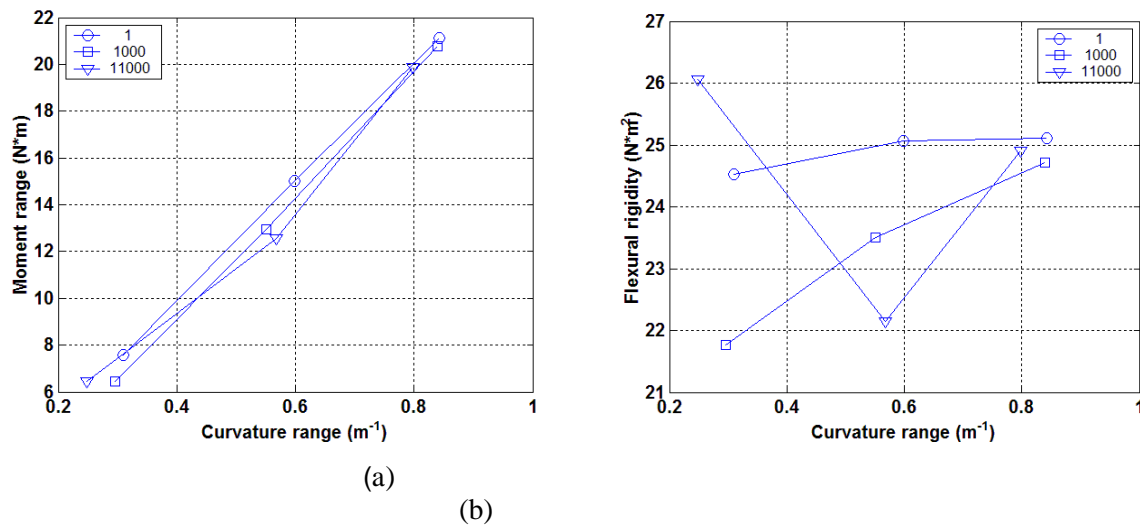 22
20
18
16
14
12
10
8
6
0.2 0.4 0.6 0.8 1
Moment range (N*m)
Curvature range (m⁻¹)
1
1000
11000
27
26
25
24
23
22
21
0.2 0.4 0.6 0.8 1
Flexural rigidity (N*m²)
Curvature range (m⁻¹)
1
1000
11000
(a)
(b)